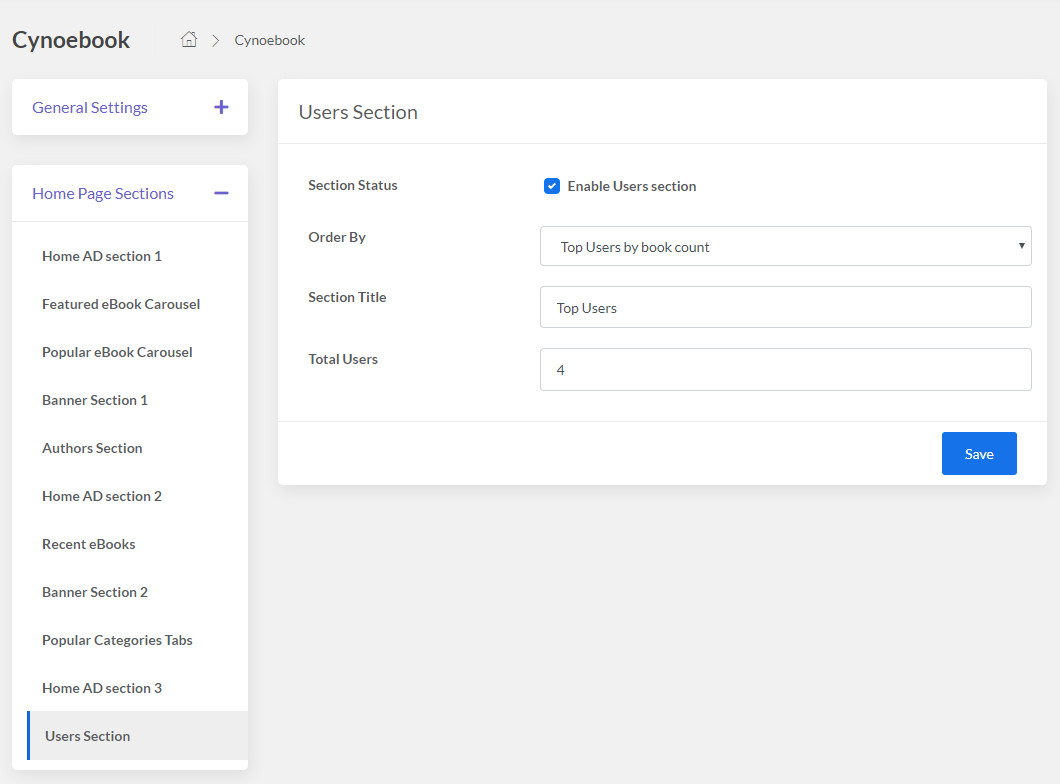 Cynoebook
Cynoebook
General Settings
Home Page Sections
Home AD section 1
Featured eBook Carousel
Popular eBook Carousel
Banner Section 1
Authors Section
Home AD section 2
Recent eBooks
Banner Section 2
Popular Categories Tabs
Home AD section 3
Users Section
Users Section
Section Status
Enable Users section
Order By
Top Users by book count
Section Title
Top Users
Total Users
4
Save